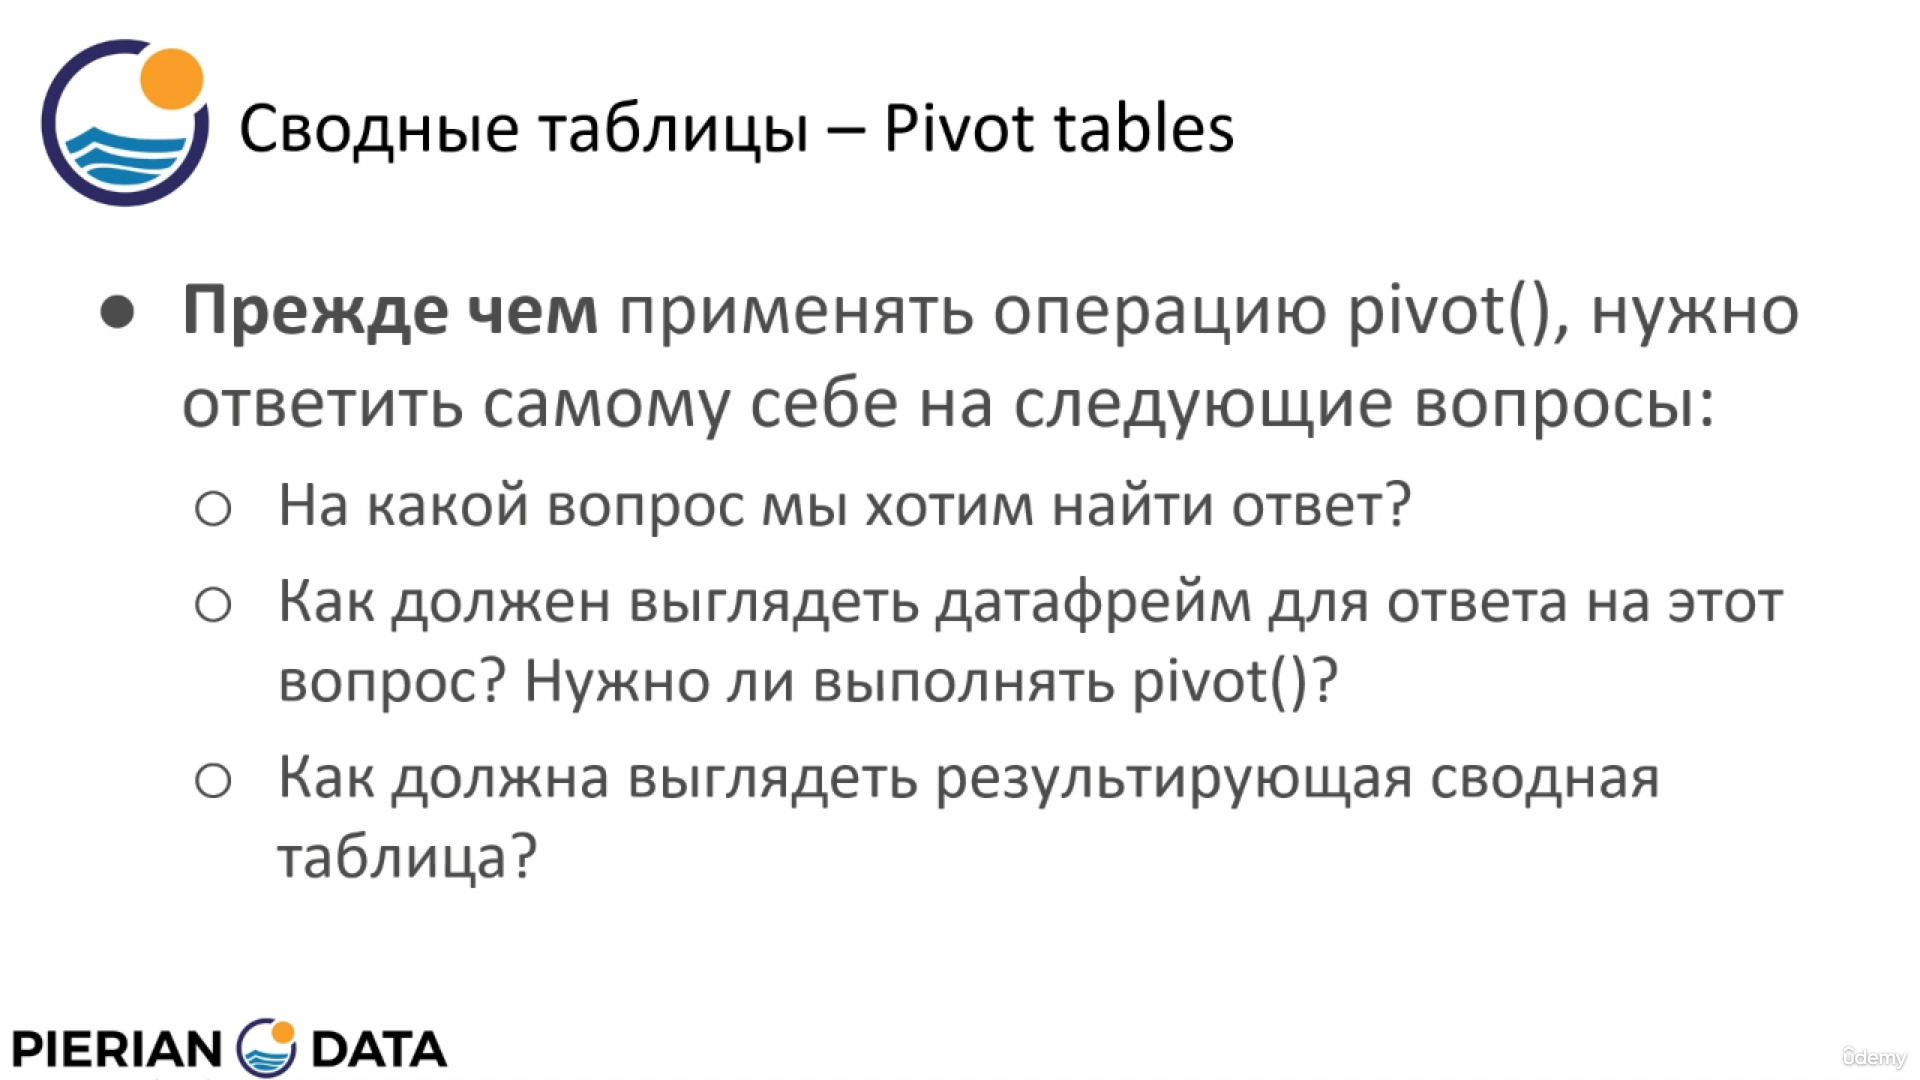 Сводные таблицы – Pivot tables
● Прежде чем применять операцию pivot(), нужно
ответить самому себе на следующие вопросы:
○ На какой вопрос мы хотим найти ответ?
○ Как должен выглядеть датафрейм для ответа на этот
вопрос? Нужно ли выполнять pivot()?
○ Как должна выглядеть результирующая сводная
таблица?
PIERIAN DATA
ûdemy